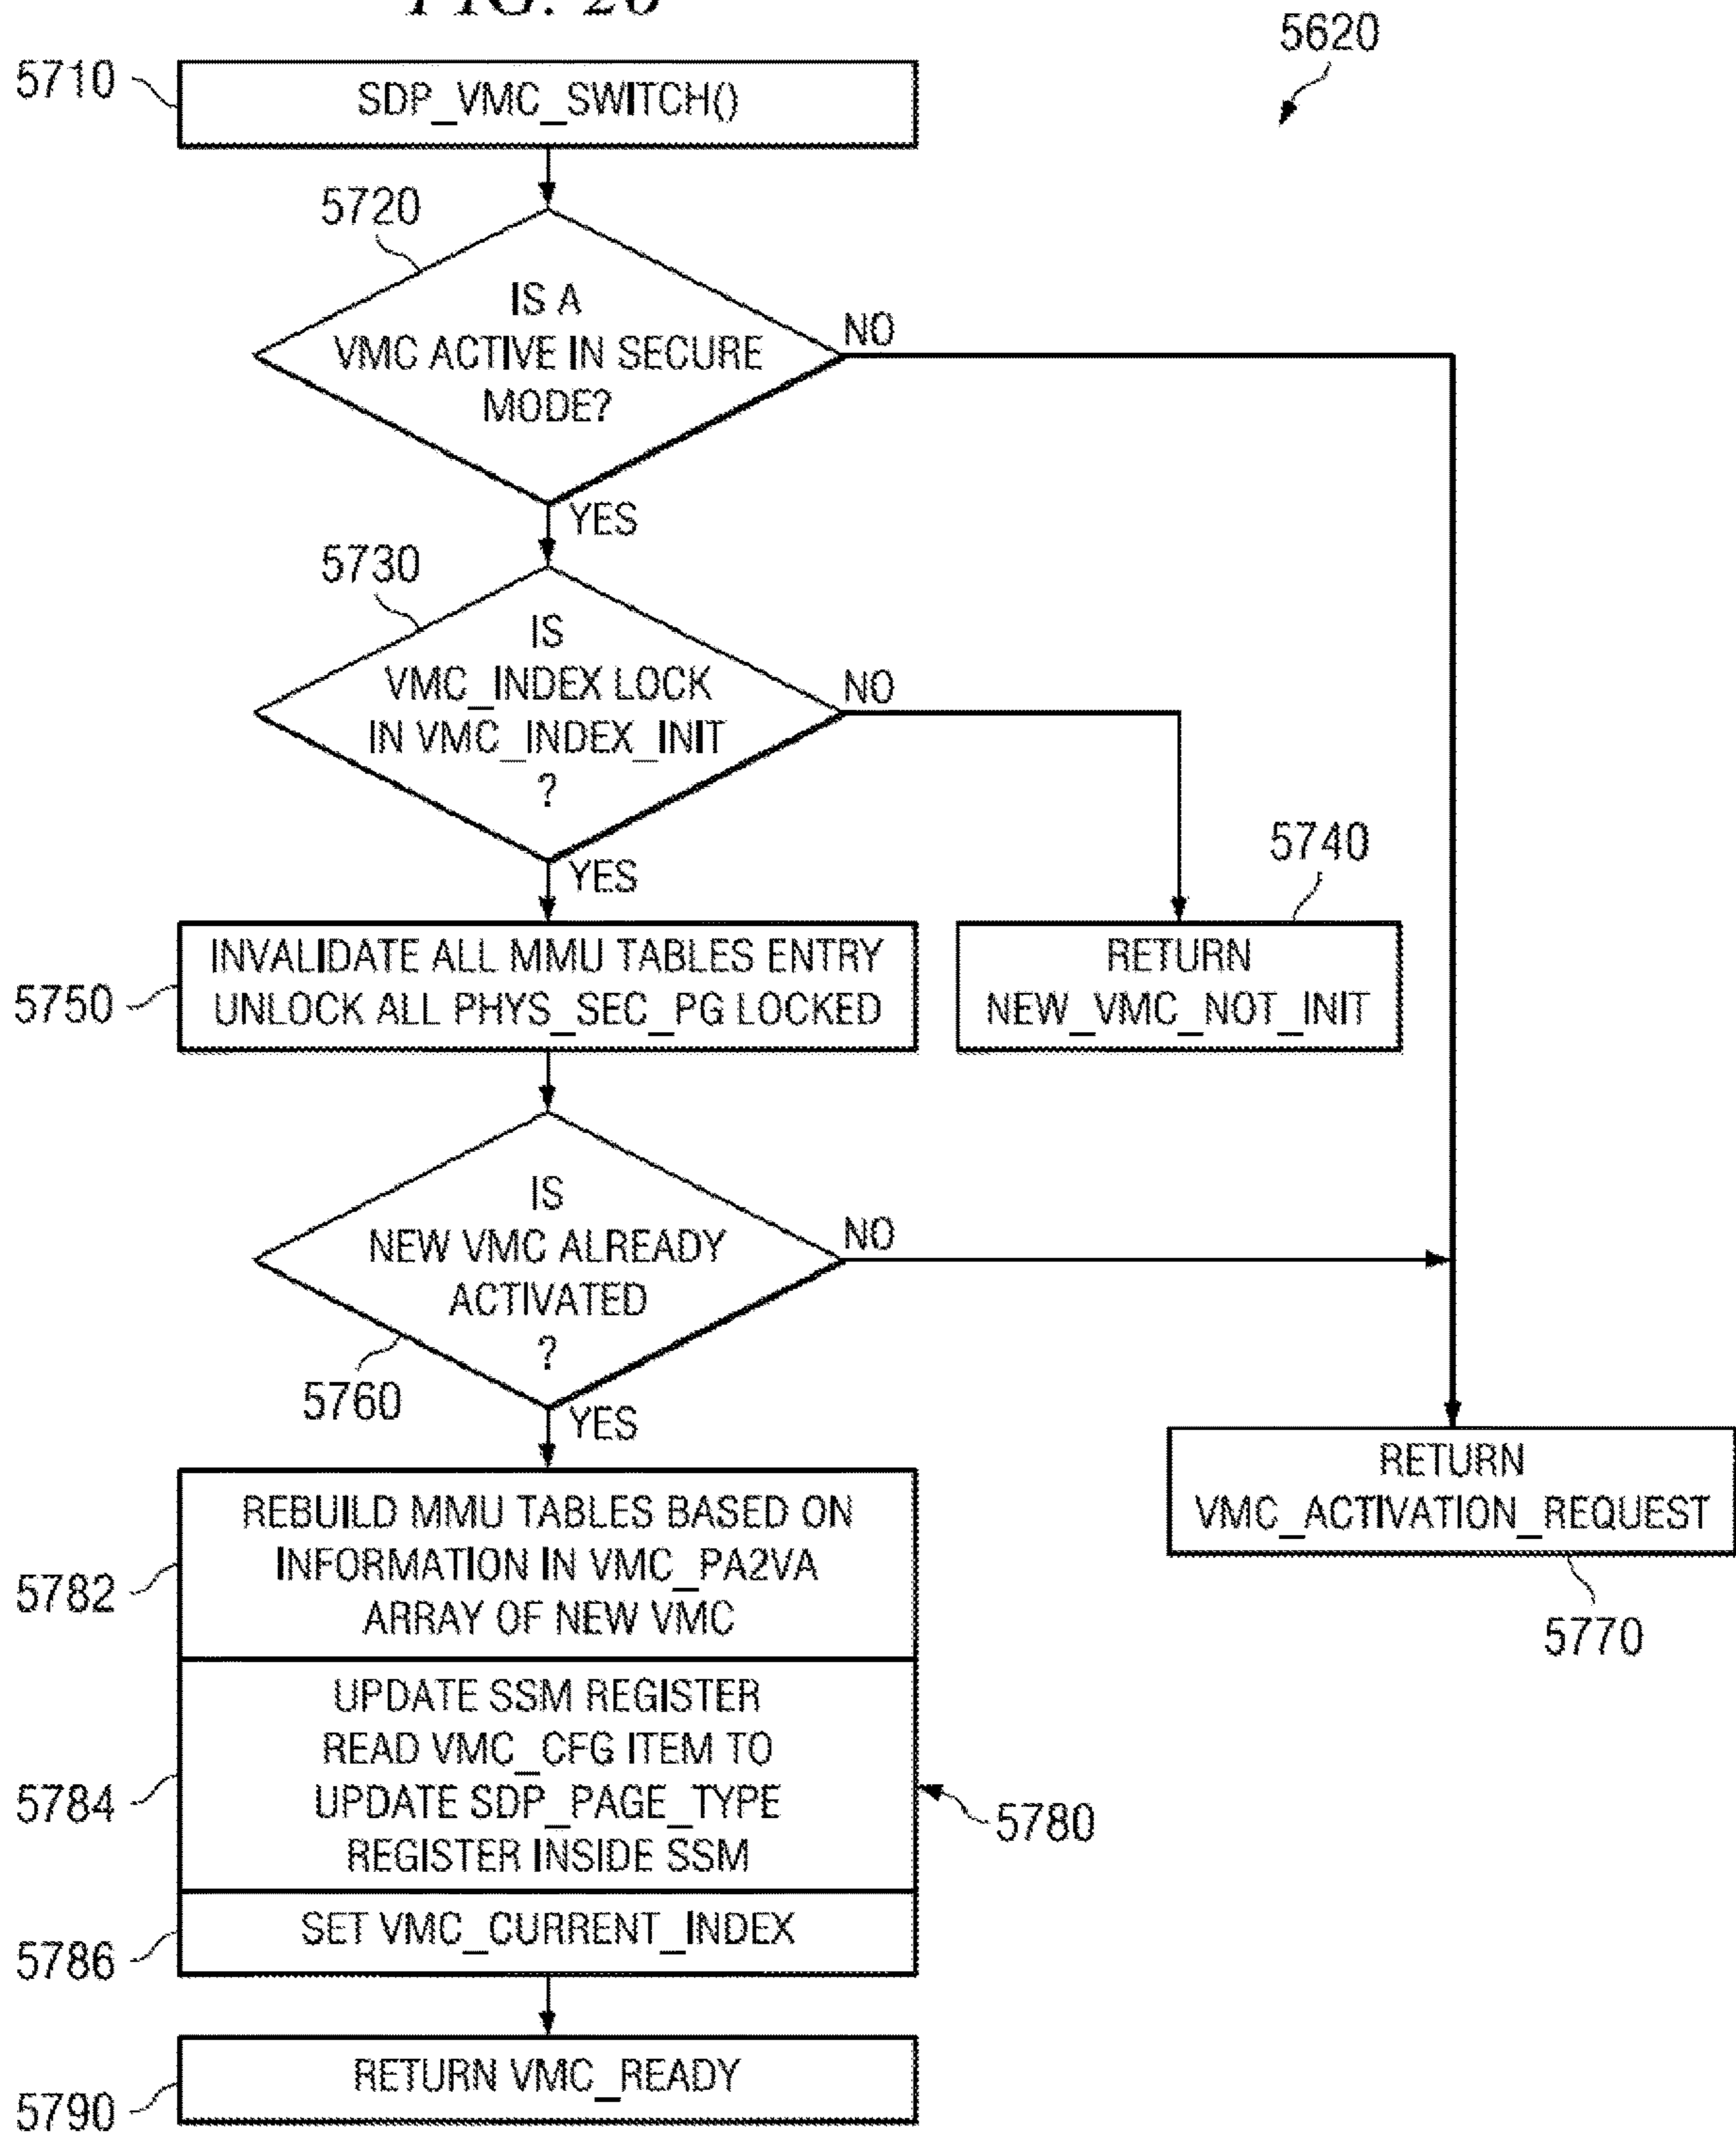 5620
5710
SDP_VMC_SWITCH()
5720
IS A
VMC ACTIVE IN SECURE
MODE?
NO
YES
5730
IS
VMC_INDEX LOCK
IN VMC_INDEX_INIT
?
NO
YES
5740
RETURN
NEW_VMC_NOT_INIT
5750
INVALIDATE ALL MMU TABLES ENTRY
UNLOCK ALL PHYS_SEC_PG LOCKED
IS
NEW VMC ALREADY
ACTIVATED
?
NO
5760
YES
RETURN
VMC_ACTIVATION_REQUEST
5770
5782
REBUILD MMU TABLES BASED ON
INFORMATION IN VMC_PA2VA
ARRAY OF NEW VMC
5784
UPDATE SSM REGISTER
READ VMC_CFG ITEM TO
UPDATE SDP_PAGE_TYPE
REGISTER INSIDE SSM
5780
5786
SET VMC_CURRENT_INDEX
5790
RETURN VMC_READY